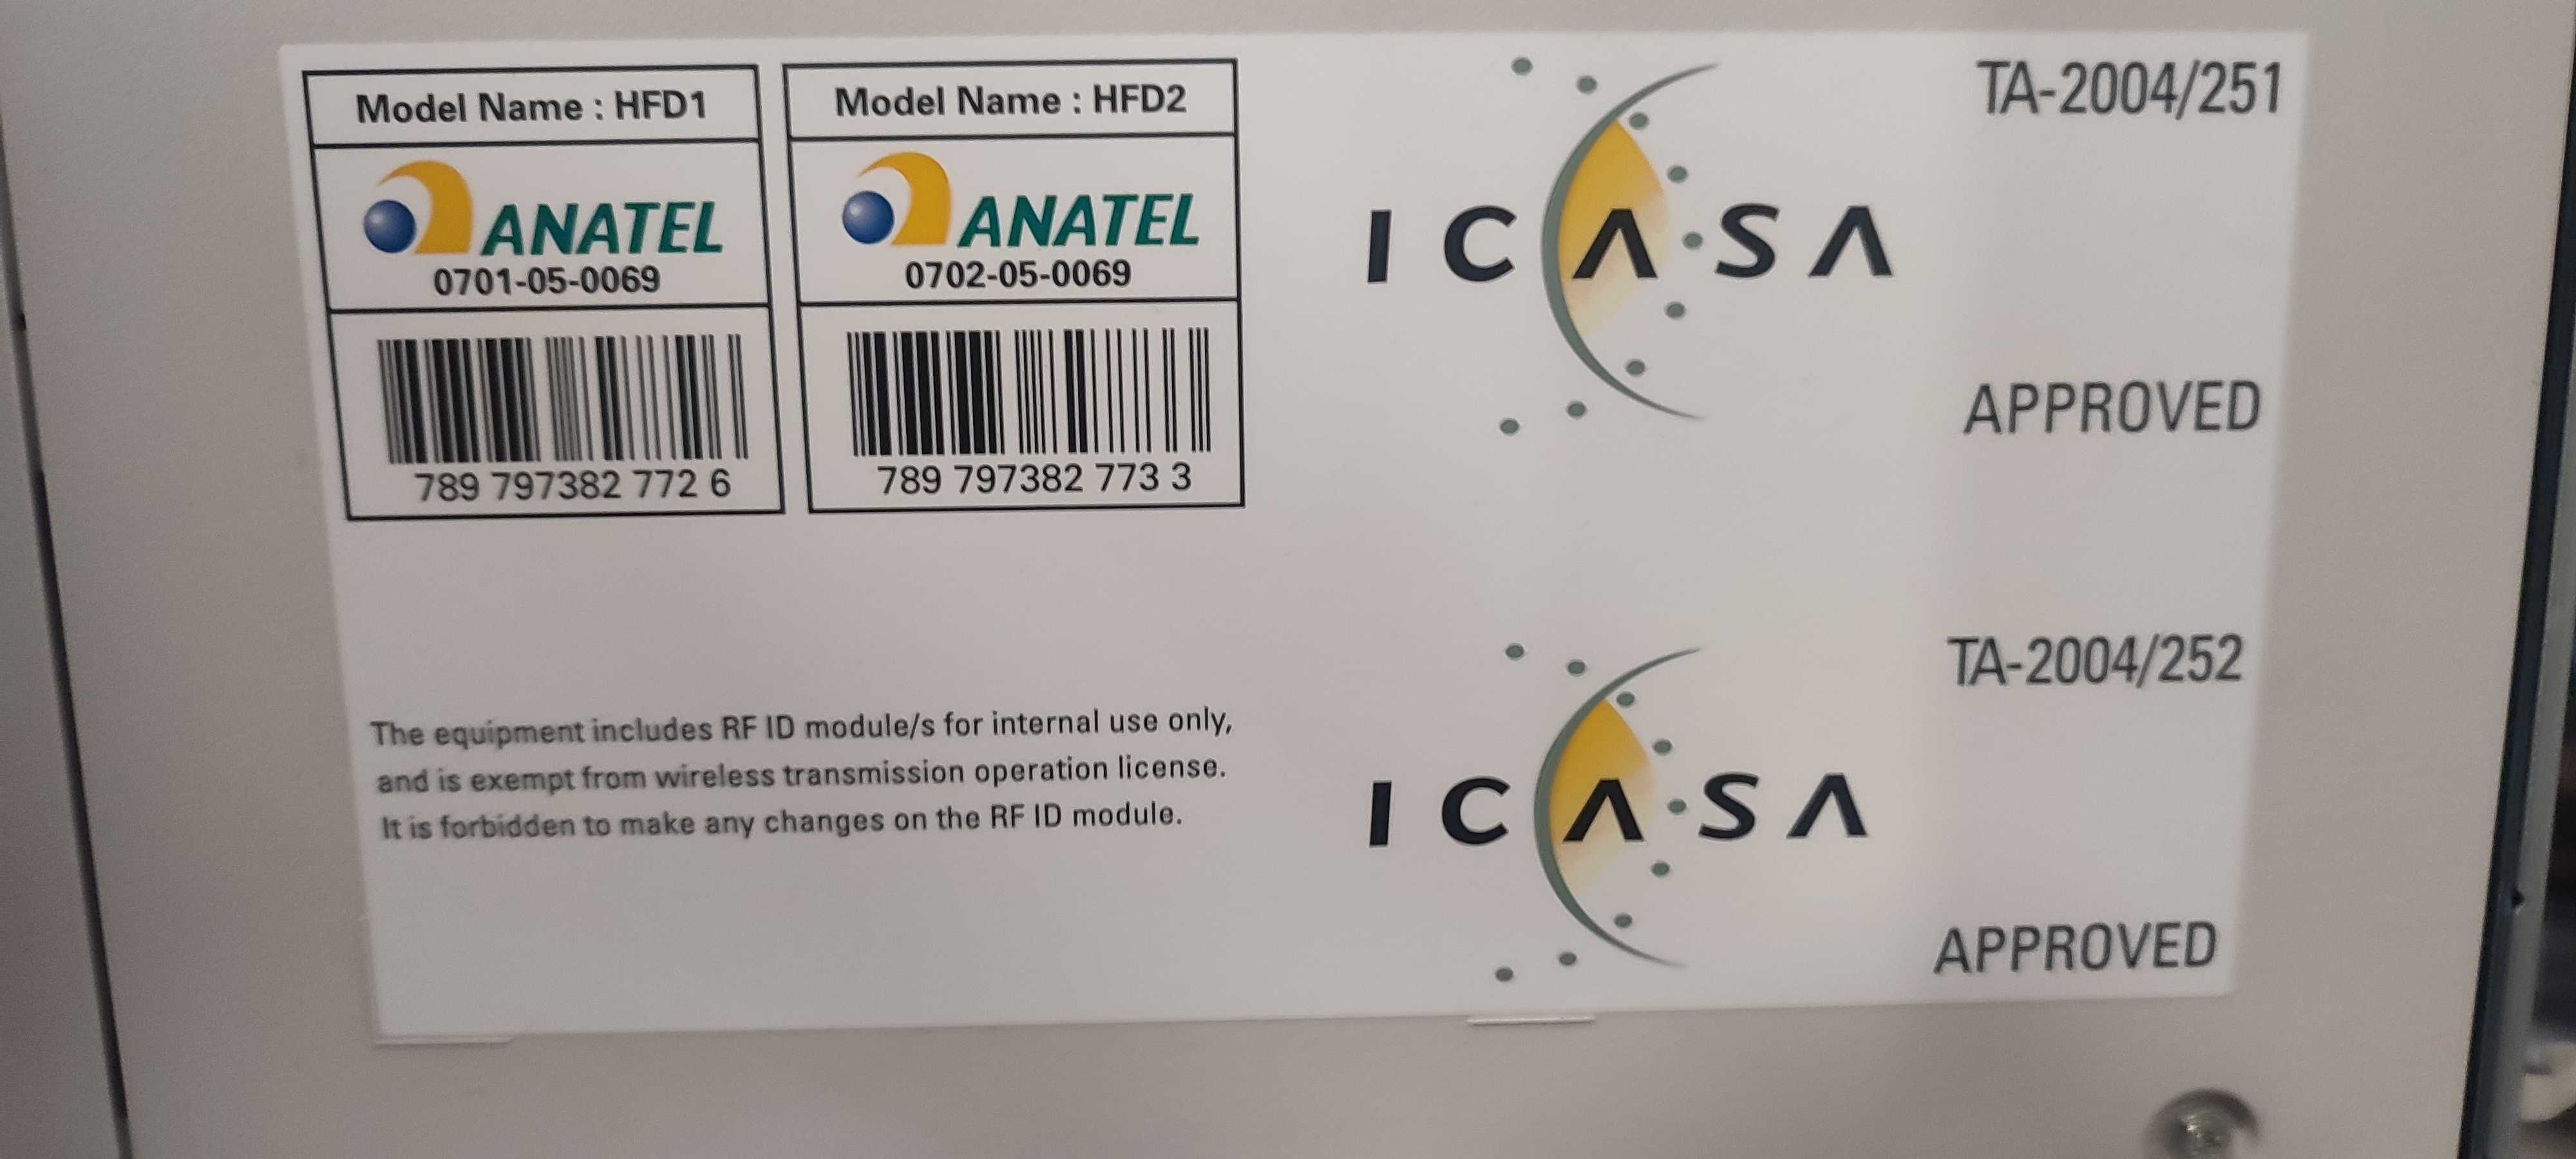 Model Name : HFD1
ANATEL
0701-05-0069
789 797382 772 6
Model Name : HFD2
ANATEL
0702-05-0069
789 797382 773 3
TA-2004/251
ICASA
APPROVED
The equipment includes RF ID module/s for internal use only,
and is exempt from wireless transmission operation license.
It is forbidden to make any changes on the RF ID module.
TA-2004/252
ICASA
APPROVED